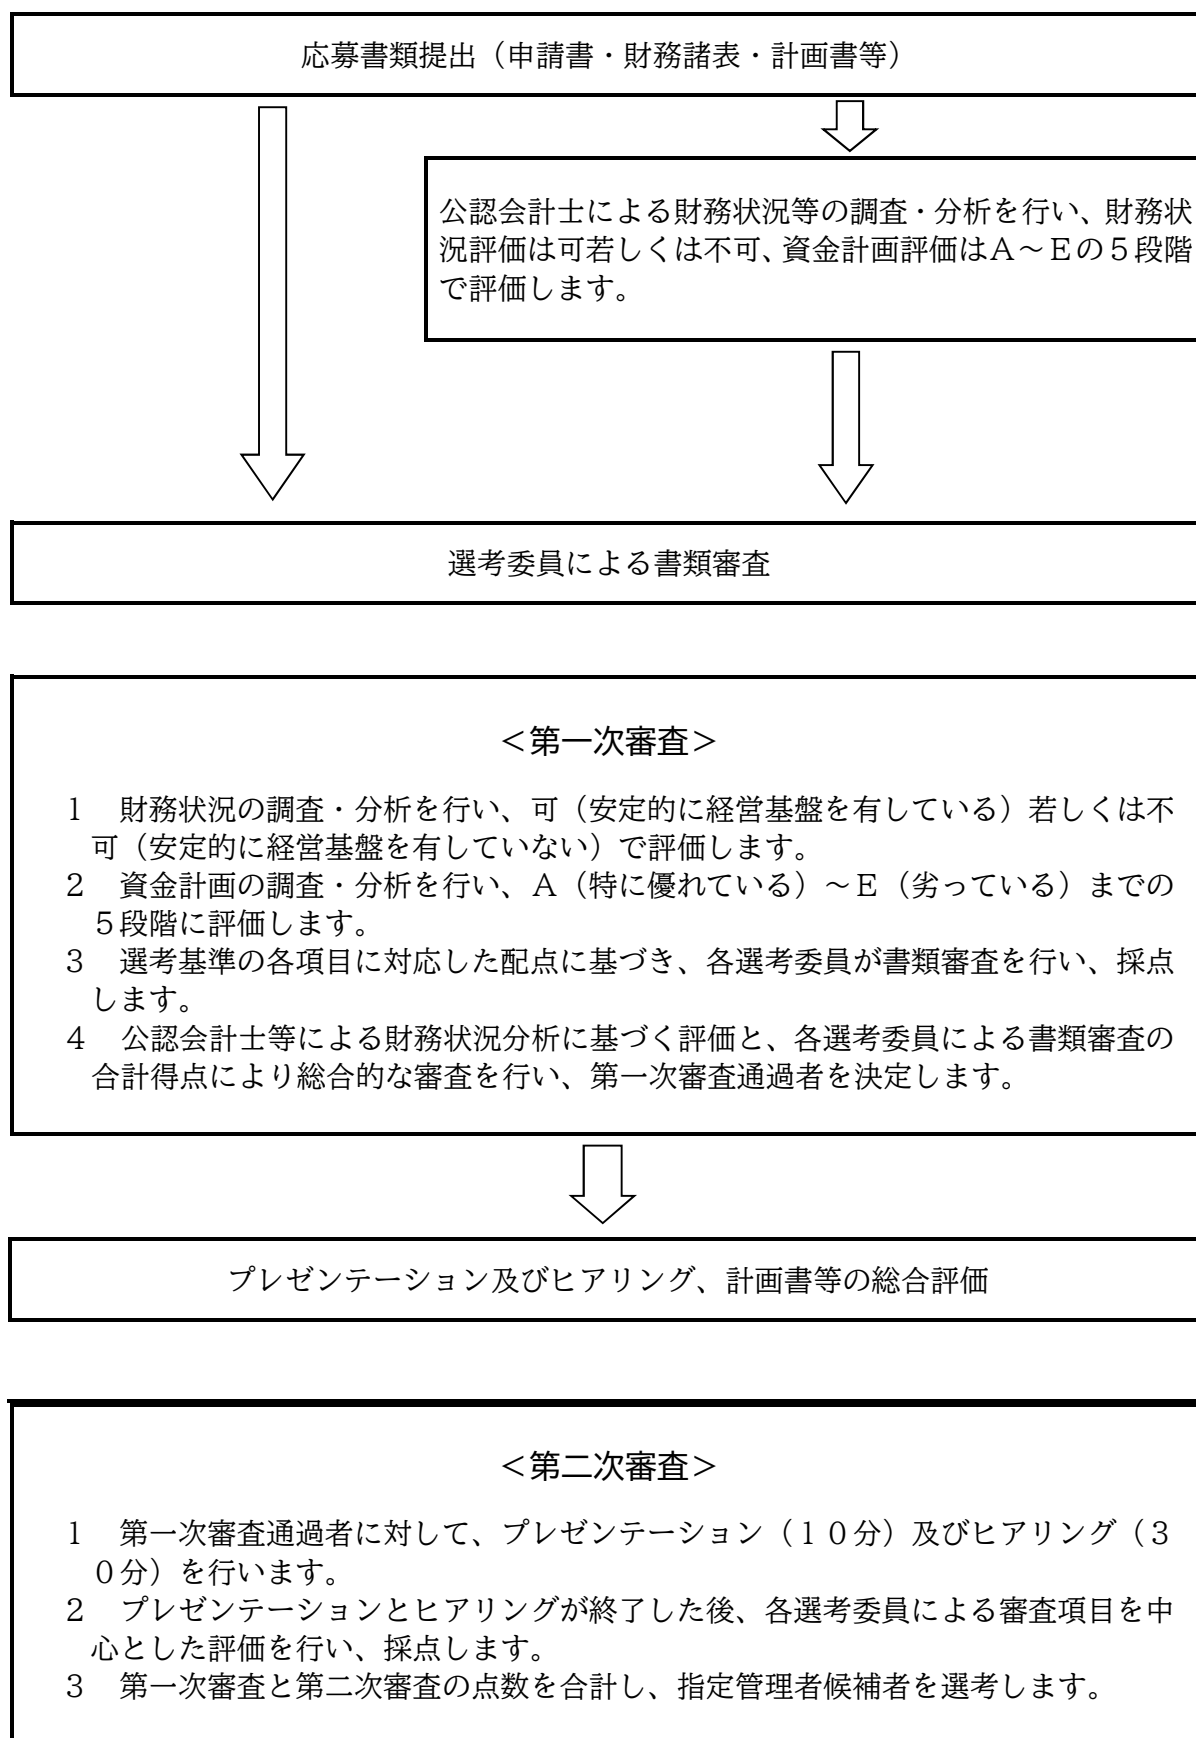 応募書類提出（申請書・財務諸表・計画書等）
公認会計士による財務状況等の調査・分析を行い、財務状
況評価は可若しくは不可、資金計画評価はＡ～Ｅの５段階
で評価します。
選考委員による書類審査
＜第一次審査＞
１　財務状況の調査・分析を行い、可（安定的に経営基盤を有している）若しくは不
可（安定的に経営基盤を有していない）で評価します。
２　資金計画の調査・分析を行い、Ａ（特に優れている）～Ｅ（劣っている）までの
５段階に評価します。
３　選考基準の各項目に対応した配点に基づき、各選考委員が書類審査を行い、採点
します。
４　公認会計士等による財務状況分析に基づく評価と、各選考委員による書類審査の
合計得点により総合的な審査を行い、第一次審査通過者を決定します。
プレゼンテーション及びヒアリング、計画書等の総合評価
＜第二次審査＞
１　第一次審査通過者に対して、プレゼンテーション（１０分）及びヒアリング（３
０分）を行います。
２　プレゼンテーションとヒアリングが終了した後、各選考委員による審査項目を中
心とした評価を行い、採点します。
３　第一次審査と第二次審査の点数を合計し、指定管理者候補者を選考します。